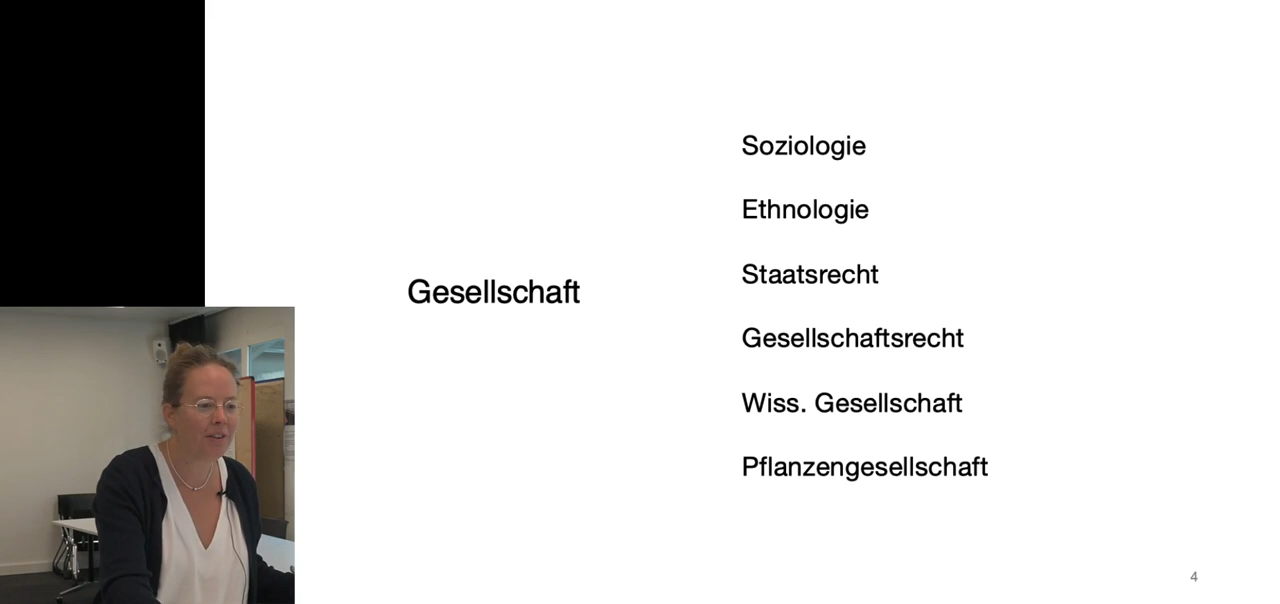 Soziologie
Ethnologie
Staatsrecht
Gesellschaft
Gesellschaftsrecht
Wiss. Gesellschaft
Pflanzengesellschaft
4